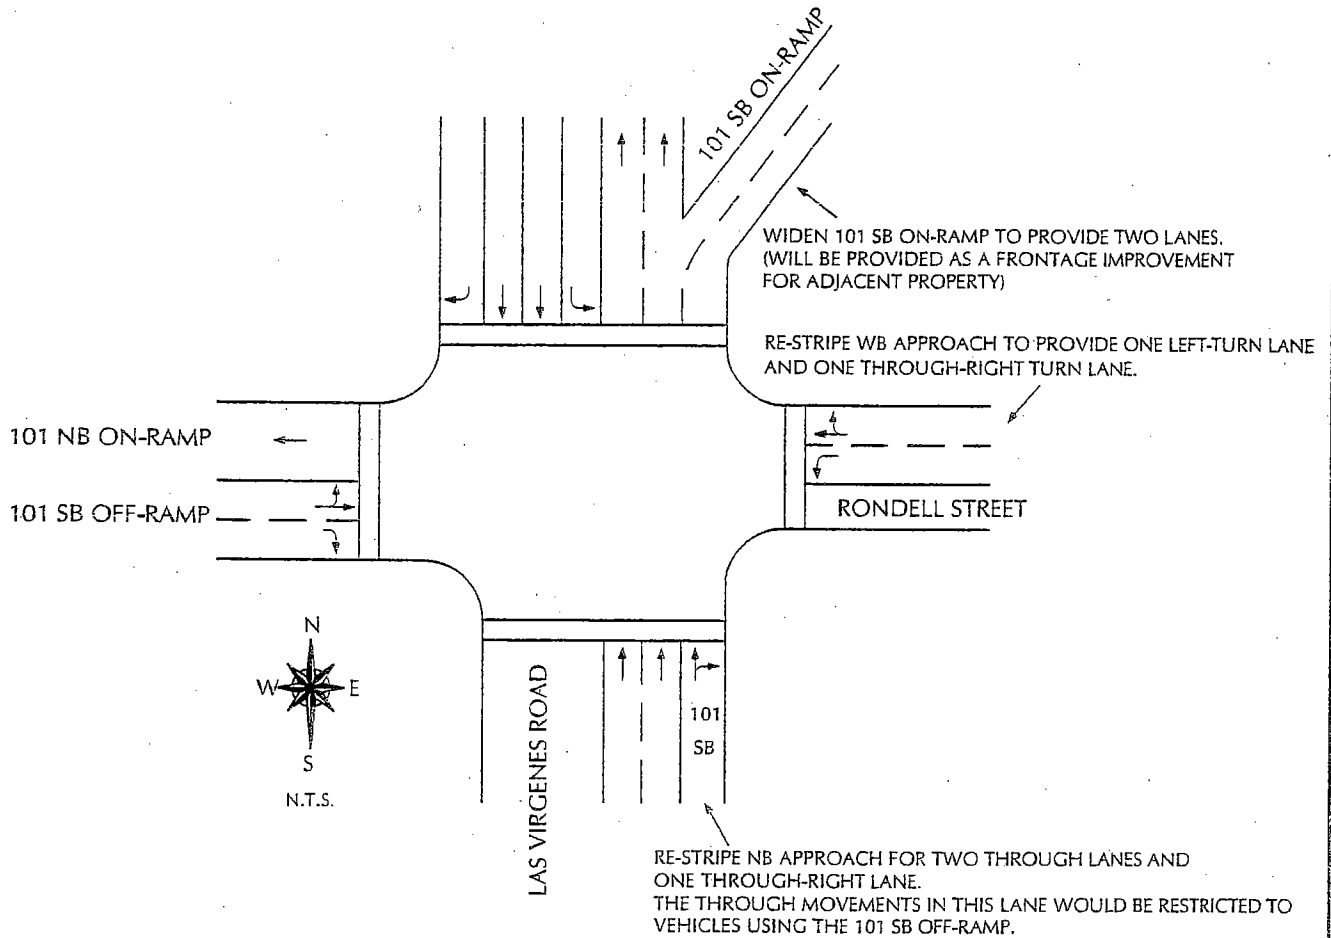 101 SB ON-RAMP
WIDEN 101 SB ON-RAMP TO PROVIDE TWO LANES.
(WILL BE PROVIDED AS A FRONTAGE IMPROVEMENT
FOR ADJACENT PROPERTY)
RE-STRIPE WB APPROACH TO PROVIDE ONE LEFT-TURN LANE
AND ONE THROUGH-RIGHT TURN LANE.
101 NB ON-RAMP
101 SB OFF-RAMP
RONDELL STREET
N
W E
S
N.T.S.
LAS VIRGENES ROAD
101
SB
RE-STRIPE NB APPROACH FOR TWO THROUGH LANES AND
ONE THROUGH-RIGHT LANE.
THE THROUGH MOVEMENTS IN THIS LANE WOULD BE RESTRICTED TO
VEHICLES USING THE 101 SB OFF-RAMP.